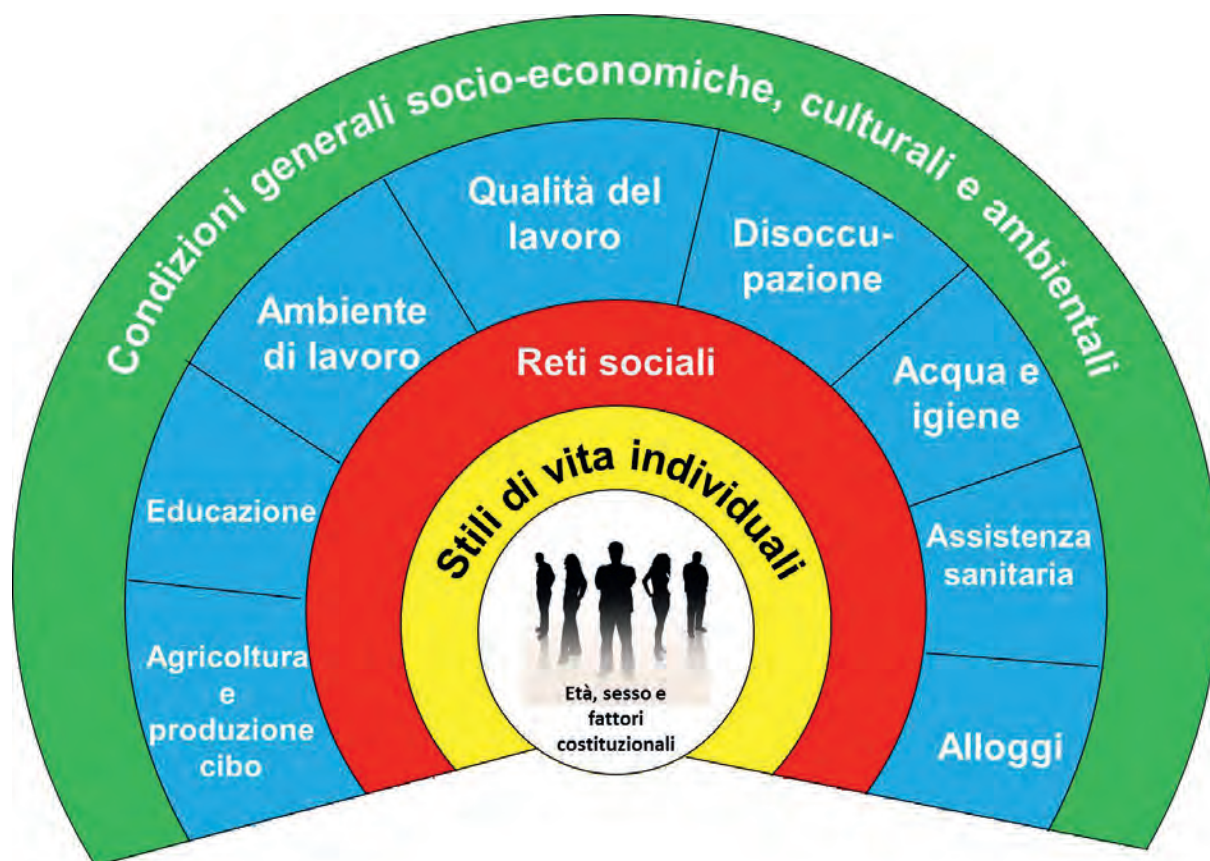 Condizioni generali socio-economiche, culturali e ambientali
Qualità del
lavoro
Disoccu-
pazione
Ambiente
di lavoro
Acqua e
igiene
Reti sociali
Educazione
Stili di vita individuali
Assistenza
sanitaria
Agricoltura
e
produzione
cibo
Età, sesso e
fattori
costituzionali
Alloggi